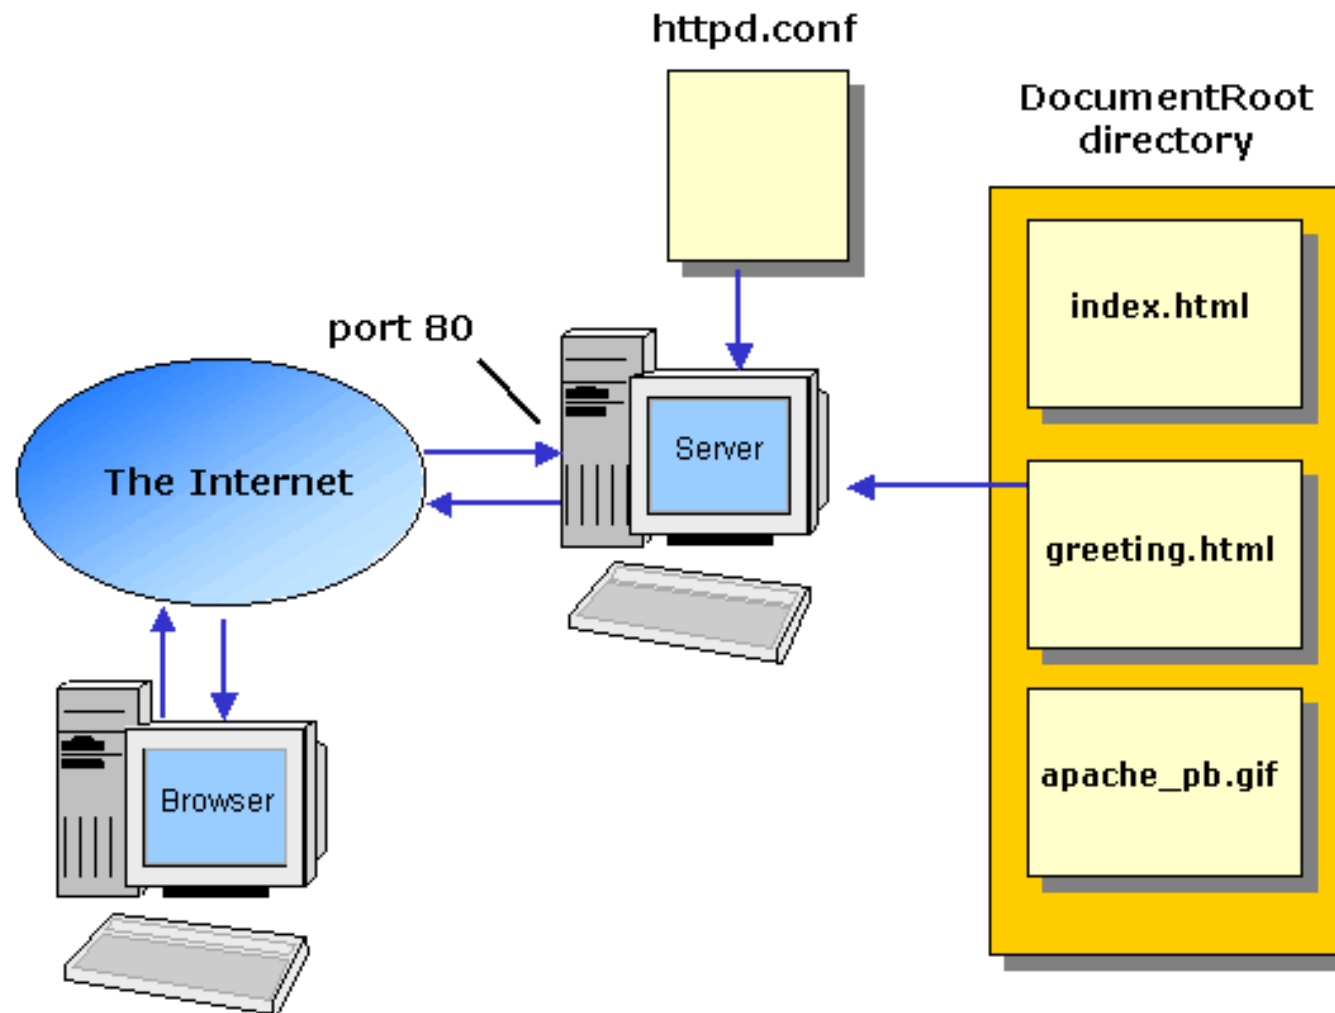 httpd.conf
DocumentRoot
directory
index.html
port 80
Server
The Internet
greeting.html
apache_pb.gif
Browser